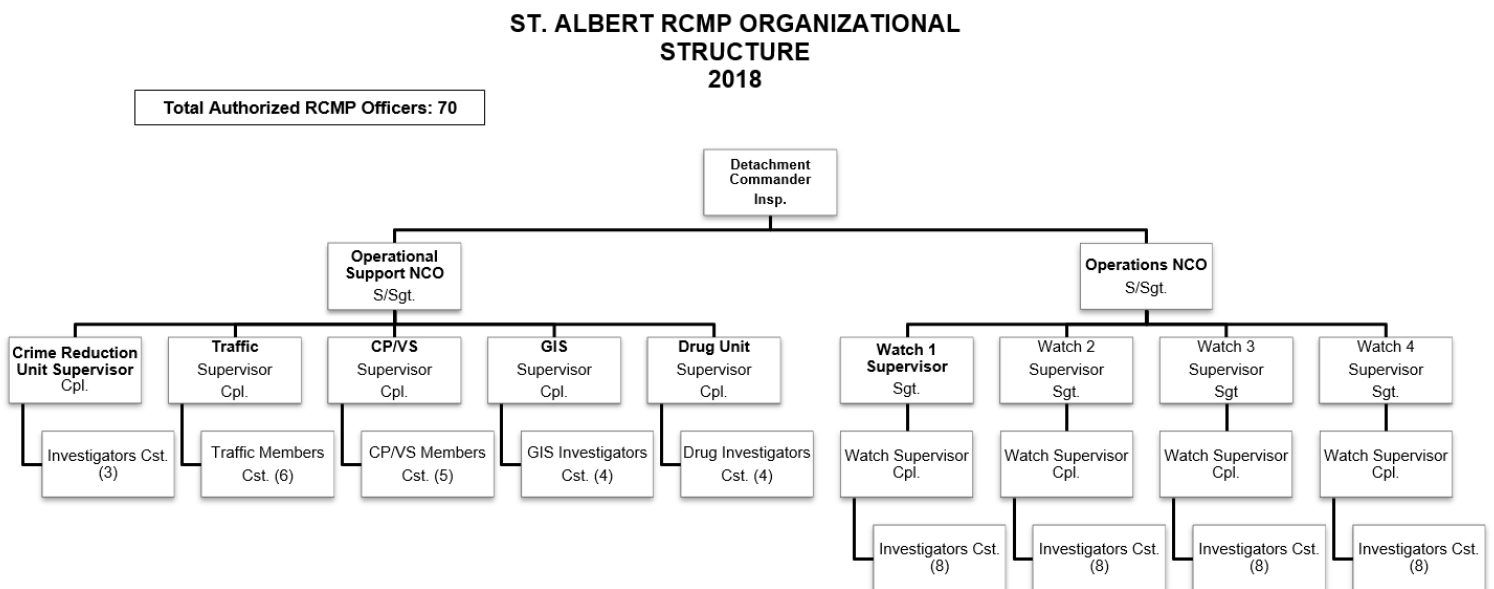 ST. ALBERT RCMP ORGANIZATIONAL
STRUCTURE
2018
Total Authorized RCMP Officers: 70
Detachment
Commander
Insp.
Operational
Support NCO
S/Sgt.
Operations NCO
S/Sgt.
Crime Reduction
Unit Supervisor
Cpl.
Traffic
Supervisor
Cpl.
CP/VS
Supervisor
Cpl.
GIS
Supervisor
Cpl.
Drug Unit
Supervisor
Cpl.
Watch 1
Supervisor
Sgt.
Watch 2
Supervisor
Sgt.
Watch 3
Supervisor
Sgt
Watch 4
Supervisor
Sgt.
Investigators Cst.
(3)
Traffic Members
Cst. (6)
CP/VS Members
Cst. (5)
GIS Investigators
Cst. (4)
Drug Investigators
Cst. (4)
Watch Supervisor
Cpl.
Watch Supervisor
Cpl.
Watch Supervisor
Cpl.
Watch Supervisor
Cpl.
Investigators Cst.
(8)
Investigators Cst.
(8)
Investigators Cst.
(8)
Investigators Cst.
(8)